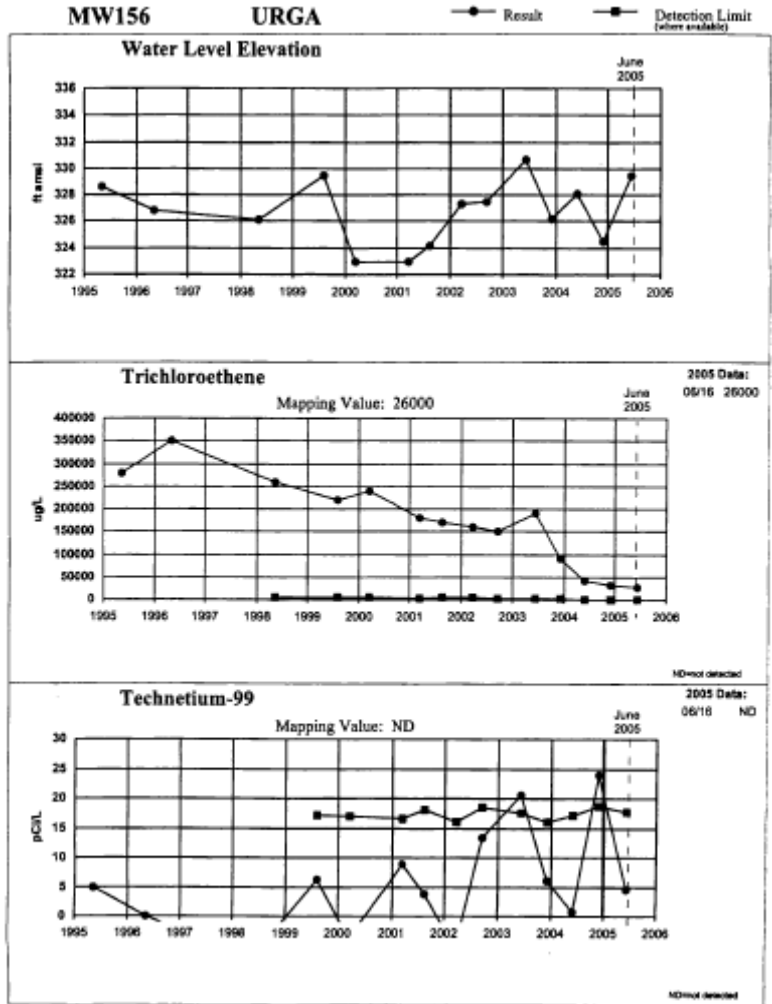 MW156 URGA Result Detection Limit
(where available)
Water Level Elevation
June
2005
336
334
332
330
328
326
324
322
ft amsl
1995 1996 1997 1998 1999 2000 2001 2002 2003 2004 2005 2006
Trichloroethene
2005 Data:
Mapping Value: 26000
06/16 26000
June
2005
400000
350000
300000
250000
200000
150000
100000
50000
0
ug/L
1995 1996 1997 1998 1999 2000 2001 2002 2003 2004 2005 2006
ND=not detected
Technetium-99
2005 Data:
Mapping Value: ND
06/16 ND
June
2005
30
25
20
15
10
5
0
pCi/L
1995 1996 1997 1998 1999 2000 2001 2002 2003 2004 2005 2006
ND=not detected